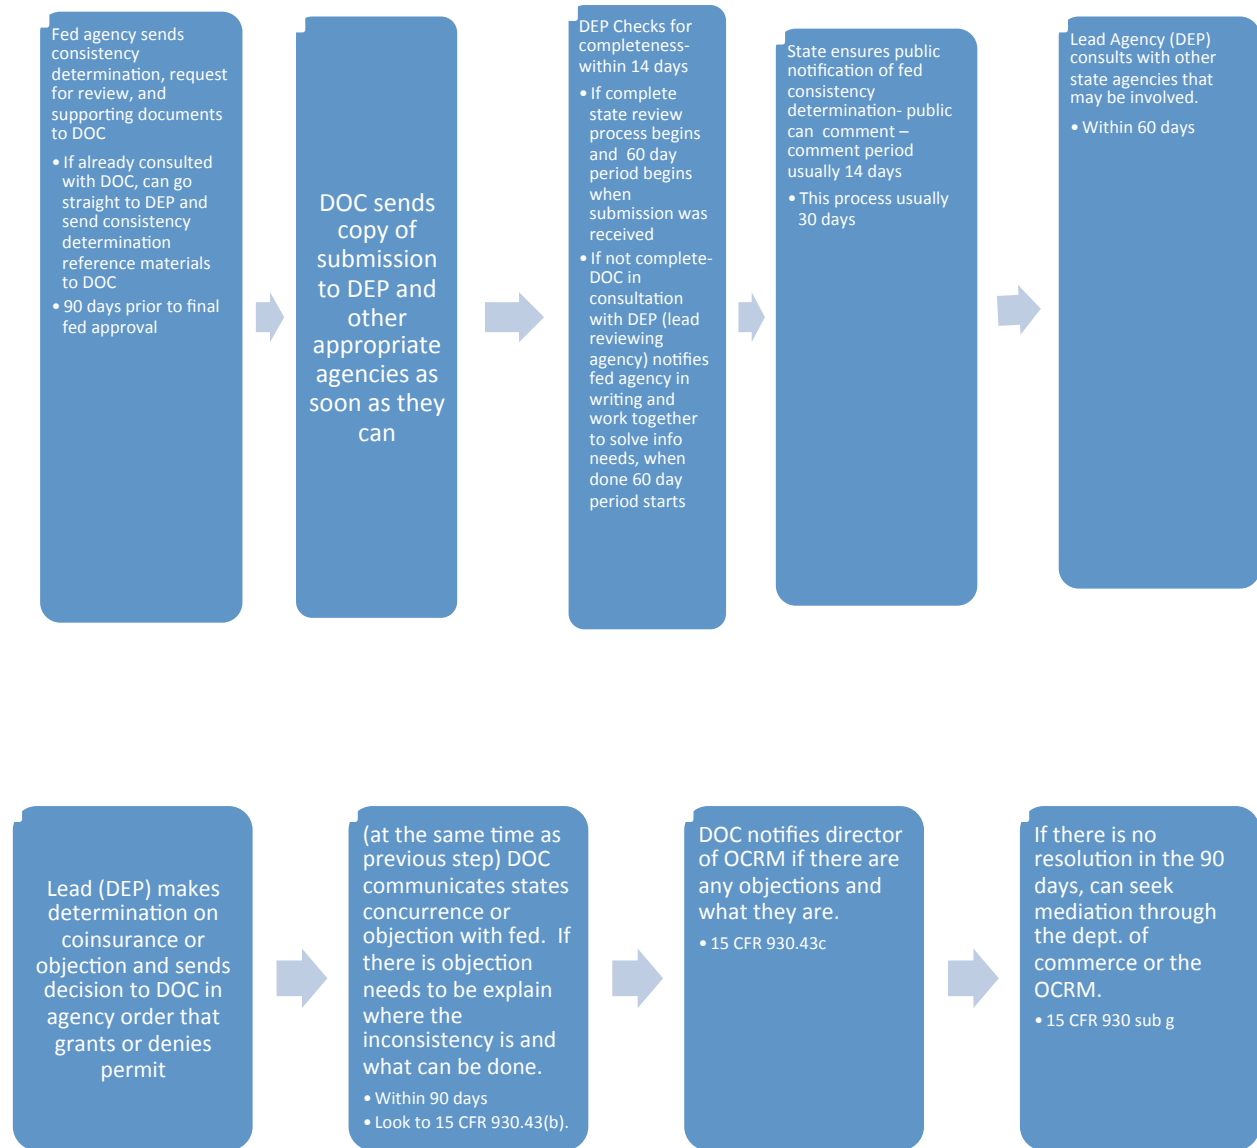 Fed agency sends
consistency
determination, request
for review, and
supporting documents
to DOC
• If already consulted
with DOC, can go
straight to DEP and
send consistency
determination
reference materials
to DOC
• 90 days prior to final
fed approval
DOC sends
copy of
submission
to DEP and
other
appropriate
agencies as
soon as they
can
DEP Checks for
completeness-
within 14 days
• If complete
state review
process begins
and 60 day
period begins
when
submission was
received
• If not complete-
DOC in
consultation
with DEP (lead
reviewing
agency) notifies
fed agency in
writing and
work together
to solve info
needs, when
done 60 day
period starts
State ensures public
notification of fed
consistency
determination- public
can comment –
comment period
usually 14 days
• This process usually
30 days
Lead Agency (DEP)
consults with other
state agencies that
may be involved.
• Within 60 days
Lead (DEP) makes
determination on
coinsurance or
objection and sends
decision to DOC in
agency order that
grants or denies
permit
(at the same time as
previous step) DOC
communicates states
concurrence or
objection with fed. If
there is objection
needs to be explain
where the
inconsistency is and
what can be done.
• Within 90 days
• Look to 15 CFR 930.43(b).
DOC notifies director
of OCRM if there are
any objections and
what they are.
• 15 CFR 930.43c
If there is no
resolution in the 90
days, can seek
mediation through
the dept. of
commerce or the
OCRM.
• 15 CFR 930 sub g